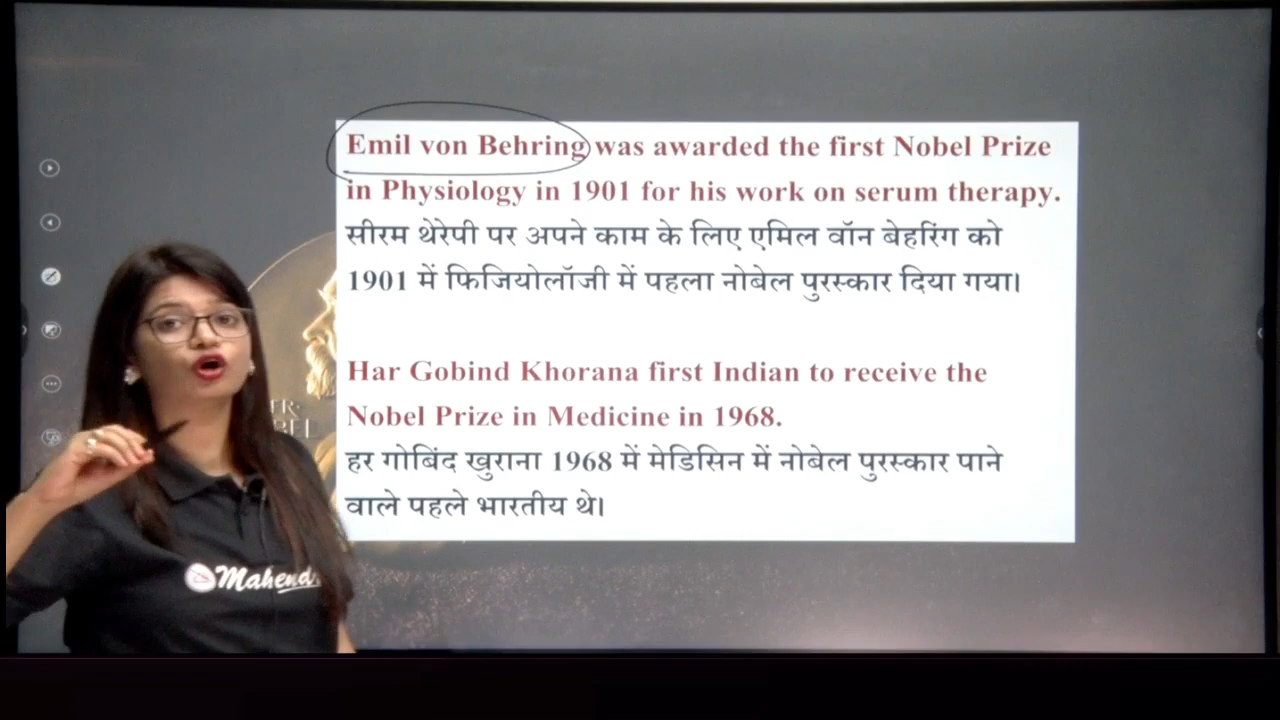 Emil von Behring was awarded the first Nobel Prize
in Physiology in 1901 for his work on serum therapy.
सीरम थेरेपी पर अपने काम के लिए एमिल वॉन बेहरिंग को
1901 में फिजियोलॉजी में पहला नोबेल पुरस्कार दिया गया।
Har Gobind Khorana first Indian to receive the
Nobel Prize in Medicine in 1968.
हर गोबिंद खुराना 1968 में मेडिसिन में नोबेल पुरस्कार पाने
वाले पहले भारतीय थे।